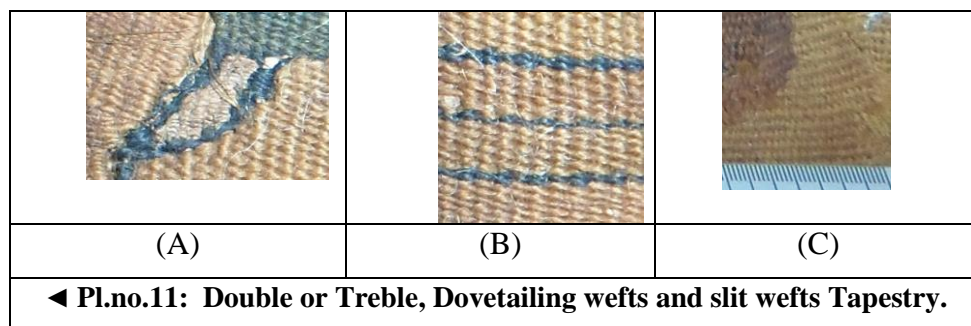 (A) (B) (C)
◄ Pl.no.11: Double or Treble, Dovetailing wefts and slit wefts Tapestry.